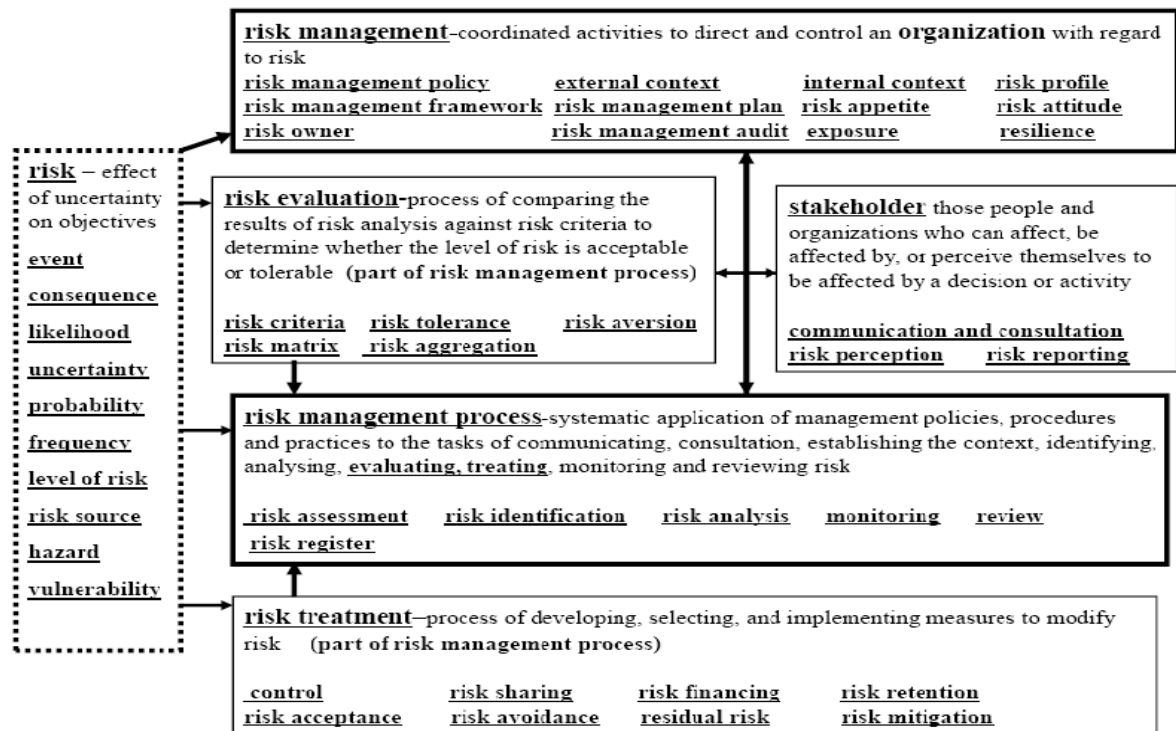 risk management-coordinated activities to direct and control an organization with regard
to risk
risk management policy external context internal context risk profile
risk management framework risk management plan risk appetite risk attitude
risk owner risk management audit exposure resilience
risk – effect
of uncertainty
on objectives
event
consequence
likelihood
uncertainty
probability
frequency
level of risk
risk source
hazard
vulnerability
risk evaluation-process of comparing the
results of risk analysis against risk criteria to
determine whether the level of risk is acceptable
or tolerable (part of risk management process)
risk criteria risk tolerance risk aversion
risk matrix risk aggregation
stakeholder those people and
organizations who can affect, be
affected by, or perceive themselves to
be affected by a decision or activity
communication and consultation
risk perception risk reporting
risk management process-systematic application of management policies, procedures
and practices to the tasks of communicating, consultation, establishing the context, identifying,
analysing, evaluating, treating, monitoring and reviewing risk
risk assessment risk identification risk analysis monitoring review
risk register
risk treatment–process of developing, selecting, and implementing measures to modify
risk (part of risk management process)
control risk sharing risk financing risk retention
risk acceptance risk avoidance residual risk risk mitigation